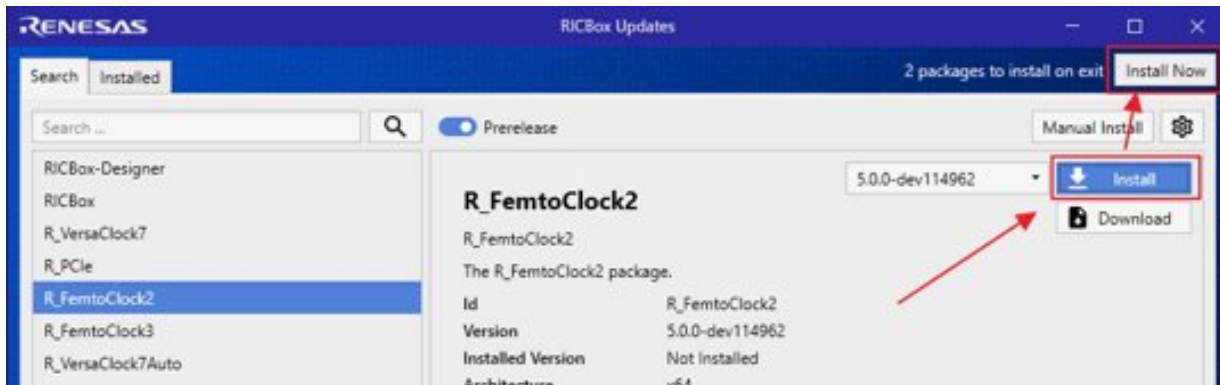 RENESAS
RICBox Updates
Search Installed
2 packages to install on exit Install Now
Search ...
Prerelease
Manual Install
RICBox-Designer
RICBox
R_VersaClock7
R_PCIe
R_FemtoClock2
R_FemtoClock3
R_VersaClock7Auto
5.0.0-dev114962
Install
Download
R_FemtoClock2
R_FemtoClock2
The R_FemtoClock2 package.
Id R_FemtoClock2
Version 5.0.0-dev114962
Installed Version Not Installed
Architecture x64